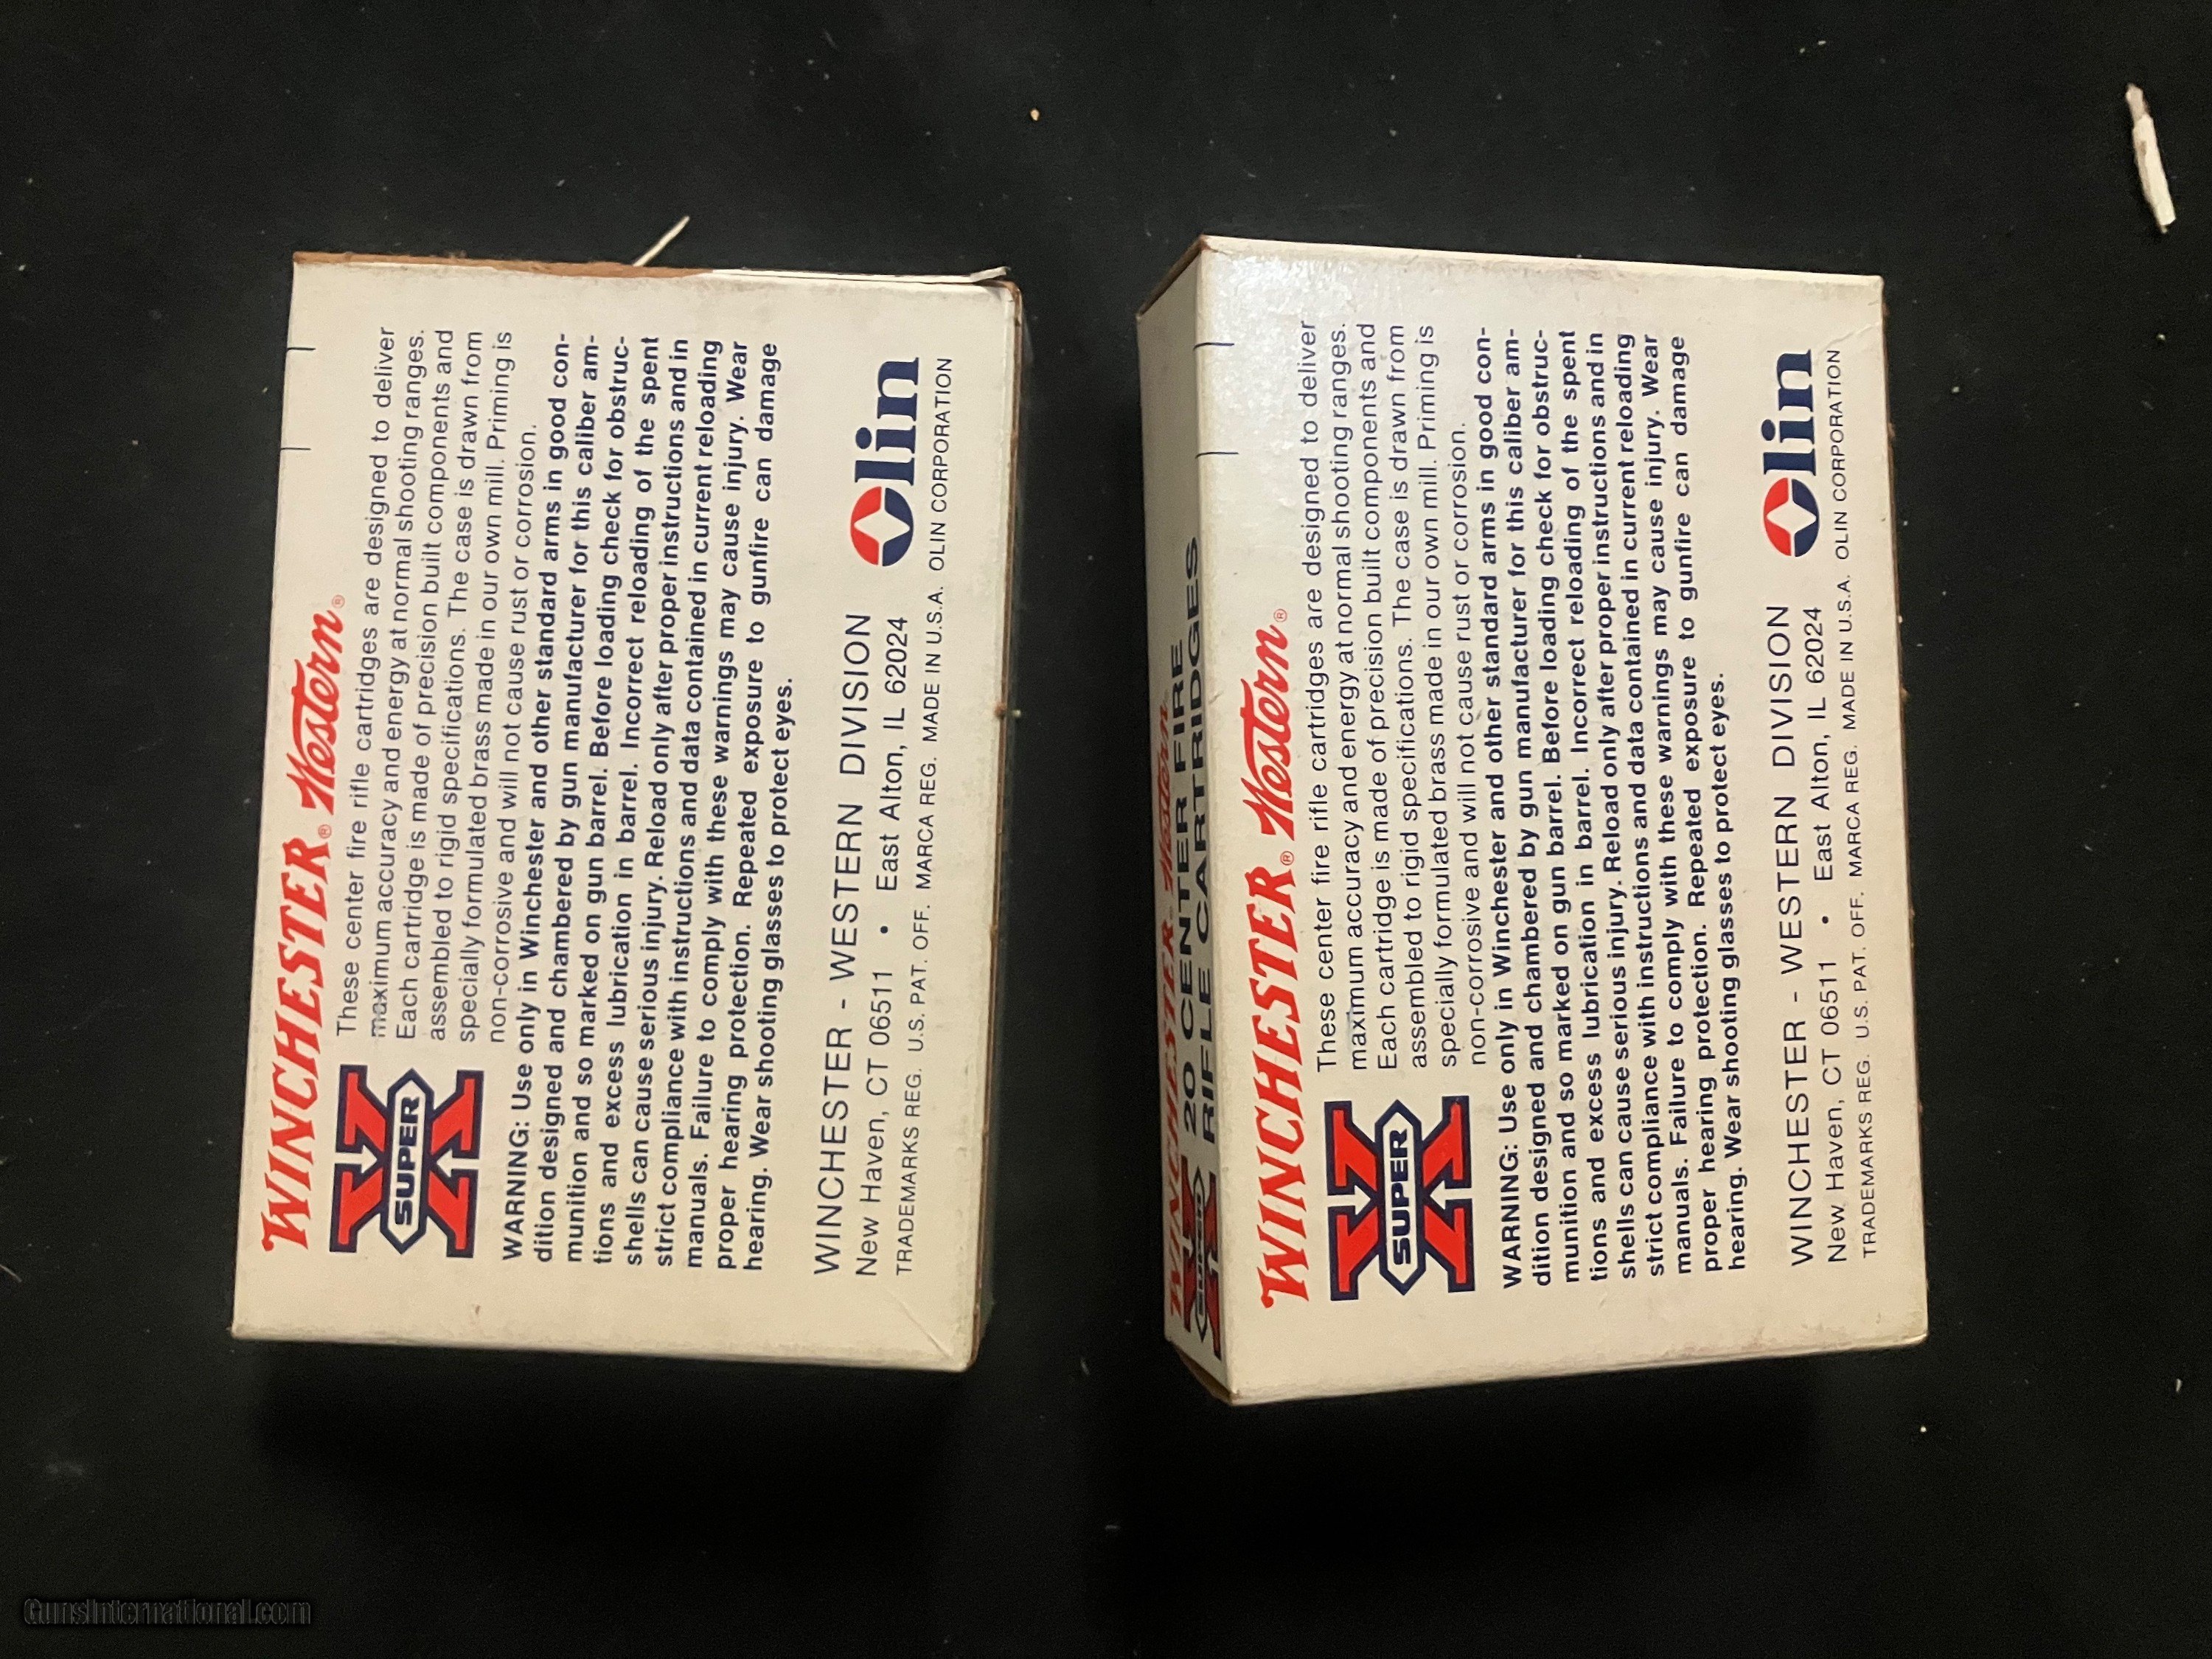 WINCHESTER® Western®
SUPER X
These center fire rifle cartridges are designed to deliver
maximum accuracy and energy at normal shooting ranges.
Each cartridge is made of precision built components and
assembled to rigid specifications. The case is drawn from
specially formulated brass made in our own mill. Priming is
non-corrosive and will not cause rust or corrosion.
WARNING: Use only in Winchester and other standard arms in good con-
dition designed and chambered by gun manufacturer for this caliber am-
munition and so marked on gun barrel. Before loading check for obstruc-
tions and excess lubrication in barrel. Incorrect reloading of the spent
shells can cause serious injury. Reload only after proper instructions and in
strict compliance with instructions and data contained in current reloading
manuals. Failure to comply with these warnings may cause injury. Wear
proper hearing protection. Repeated exposure to gunfire can damage
hearing. Wear shooting glasses to protect eyes.
WINCHESTER - WESTERN DIVISION
New Haven, CT 06511 • East Alton, IL 62024
Olin
TRADEMARKS REG. U.S. PAT. OFF. MARCA REG. MADE IN U.S.A. OLIN CORPORATION
WINCHESTER Western
SUPER X
20 CENTER FIRE
RIFLE CARTRIDGES
WINCHESTER® Western®
SUPER X
These center fire rifle cartridges are designed to deliver
maximum accuracy and energy at normal shooting ranges.
Each cartridge is made of precision built components and
assembled to rigid specifications. The case is drawn from
specially formulated brass made in our own mill. Priming is
non-corrosive and will not cause rust or corrosion.
WARNING: Use only in Winchester and other standard arms in good con-
dition designed and chambered by gun manufacturer for this caliber am-
munition and so marked on gun barrel. Before loading check for obstruc-
tions and excess lubrication in barrel. Incorrect reloading of the spent
shells can cause serious injury. Reload only after proper instructions and in
strict compliance with instructions and data contained in current reloading
manuals. Failure to comply with these warnings may cause injury. Wear
proper hearing protection. Repeated exposure to gunfire can damage
hearing. Wear shooting glasses to protect eyes.
WINCHESTER - WESTERN DIVISION
New Haven, CT 06511 • East Alton, IL 62024
Olin
TRADEMARKS REG. U.S. PAT. OFF. MARCA REG. MADE IN U.S.A. OLIN CORPORATION
GunsInternational.com